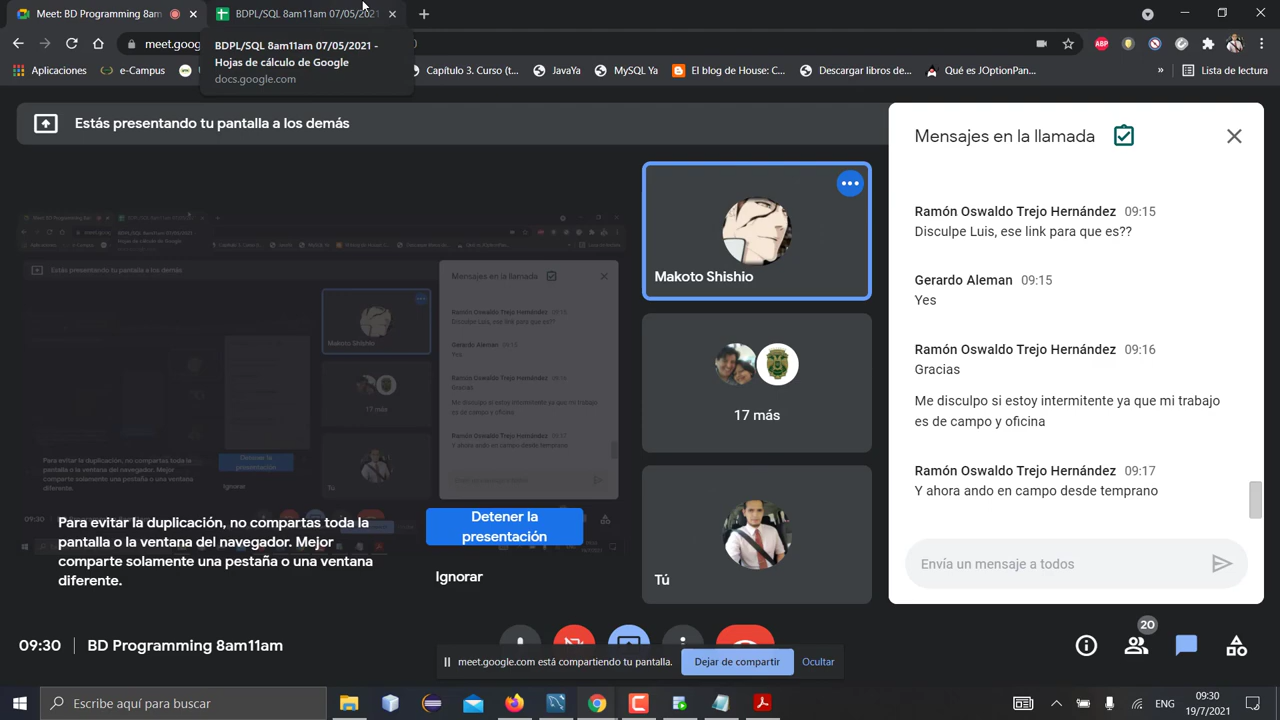 Meet: BD Programming 8am
BDPL/SQL 8am11am 07/05/2021
BDPL/SQL 8am11am 07/05/2021 -
Hojas de cálculo de Google
docs.google.com
meet.goog
Aplicaciones
e-Campus
Capítulo 3. Curso (t...
JavaYa
MySQL Ya
El blog de House: C...
Descargar libros de...
Qué es JOptionPan...
»
Lista de lectura
Estás presentando tu pantalla a los demás
Mensajes en la llamada
Ramón Oswaldo Trejo Hernández 09:15
Disculpe Luis, ese link para que es??
Gerardo Aleman 09:15
Yes
Ramón Oswaldo Trejo Hernández 09:16
Gracias
Me disculpo si estoy intermitente ya que mi trabajo
es de campo y oficina
Ramón Oswaldo Trejo Hernández 09:17
Y ahora ando en campo desde temprano
Envía un mensaje a todos
Makoto Shishio
17 más
Tú
Para evitar la duplicación, no compartas toda la
pantalla o la ventana del navegador. Mejor
comparte solamente una pestaña o una ventana
diferente.
Detener la
presentación
Ignorar
09:30 | BD Programming 8am11am
20
meet.google.com está compartiendo tu pantalla.
Dejar de compartir
Ocultar
Escribe aquí para buscar
ENG
09:30
19/7/2021